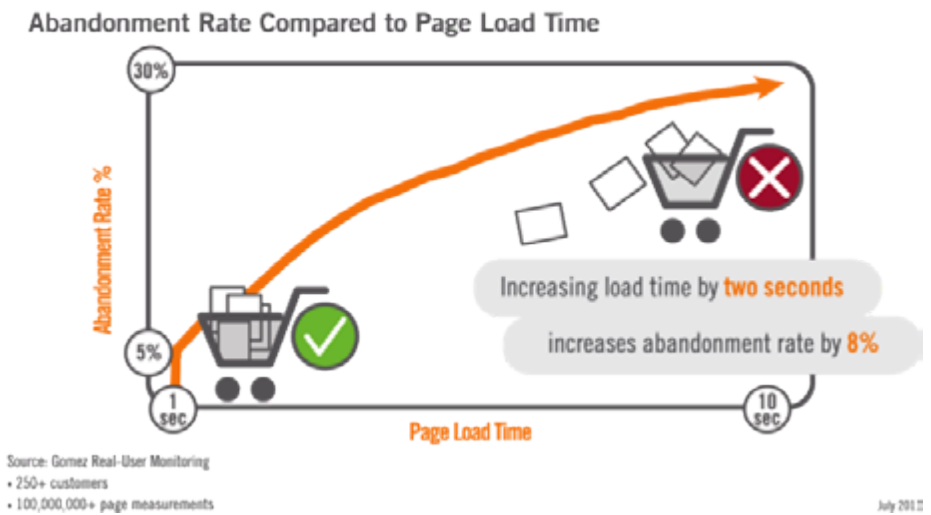 Abandonment Rate Compared to Page Load Time
30%
Abandonment Rate %
5%
Increasing load time by two seconds
increases abandonment rate by 8%
1
sec
10
sec
Page Load Time
Source: Gomez Real-User Monitoring
• 250+ customers
• 100,000,000+ page measurements
July